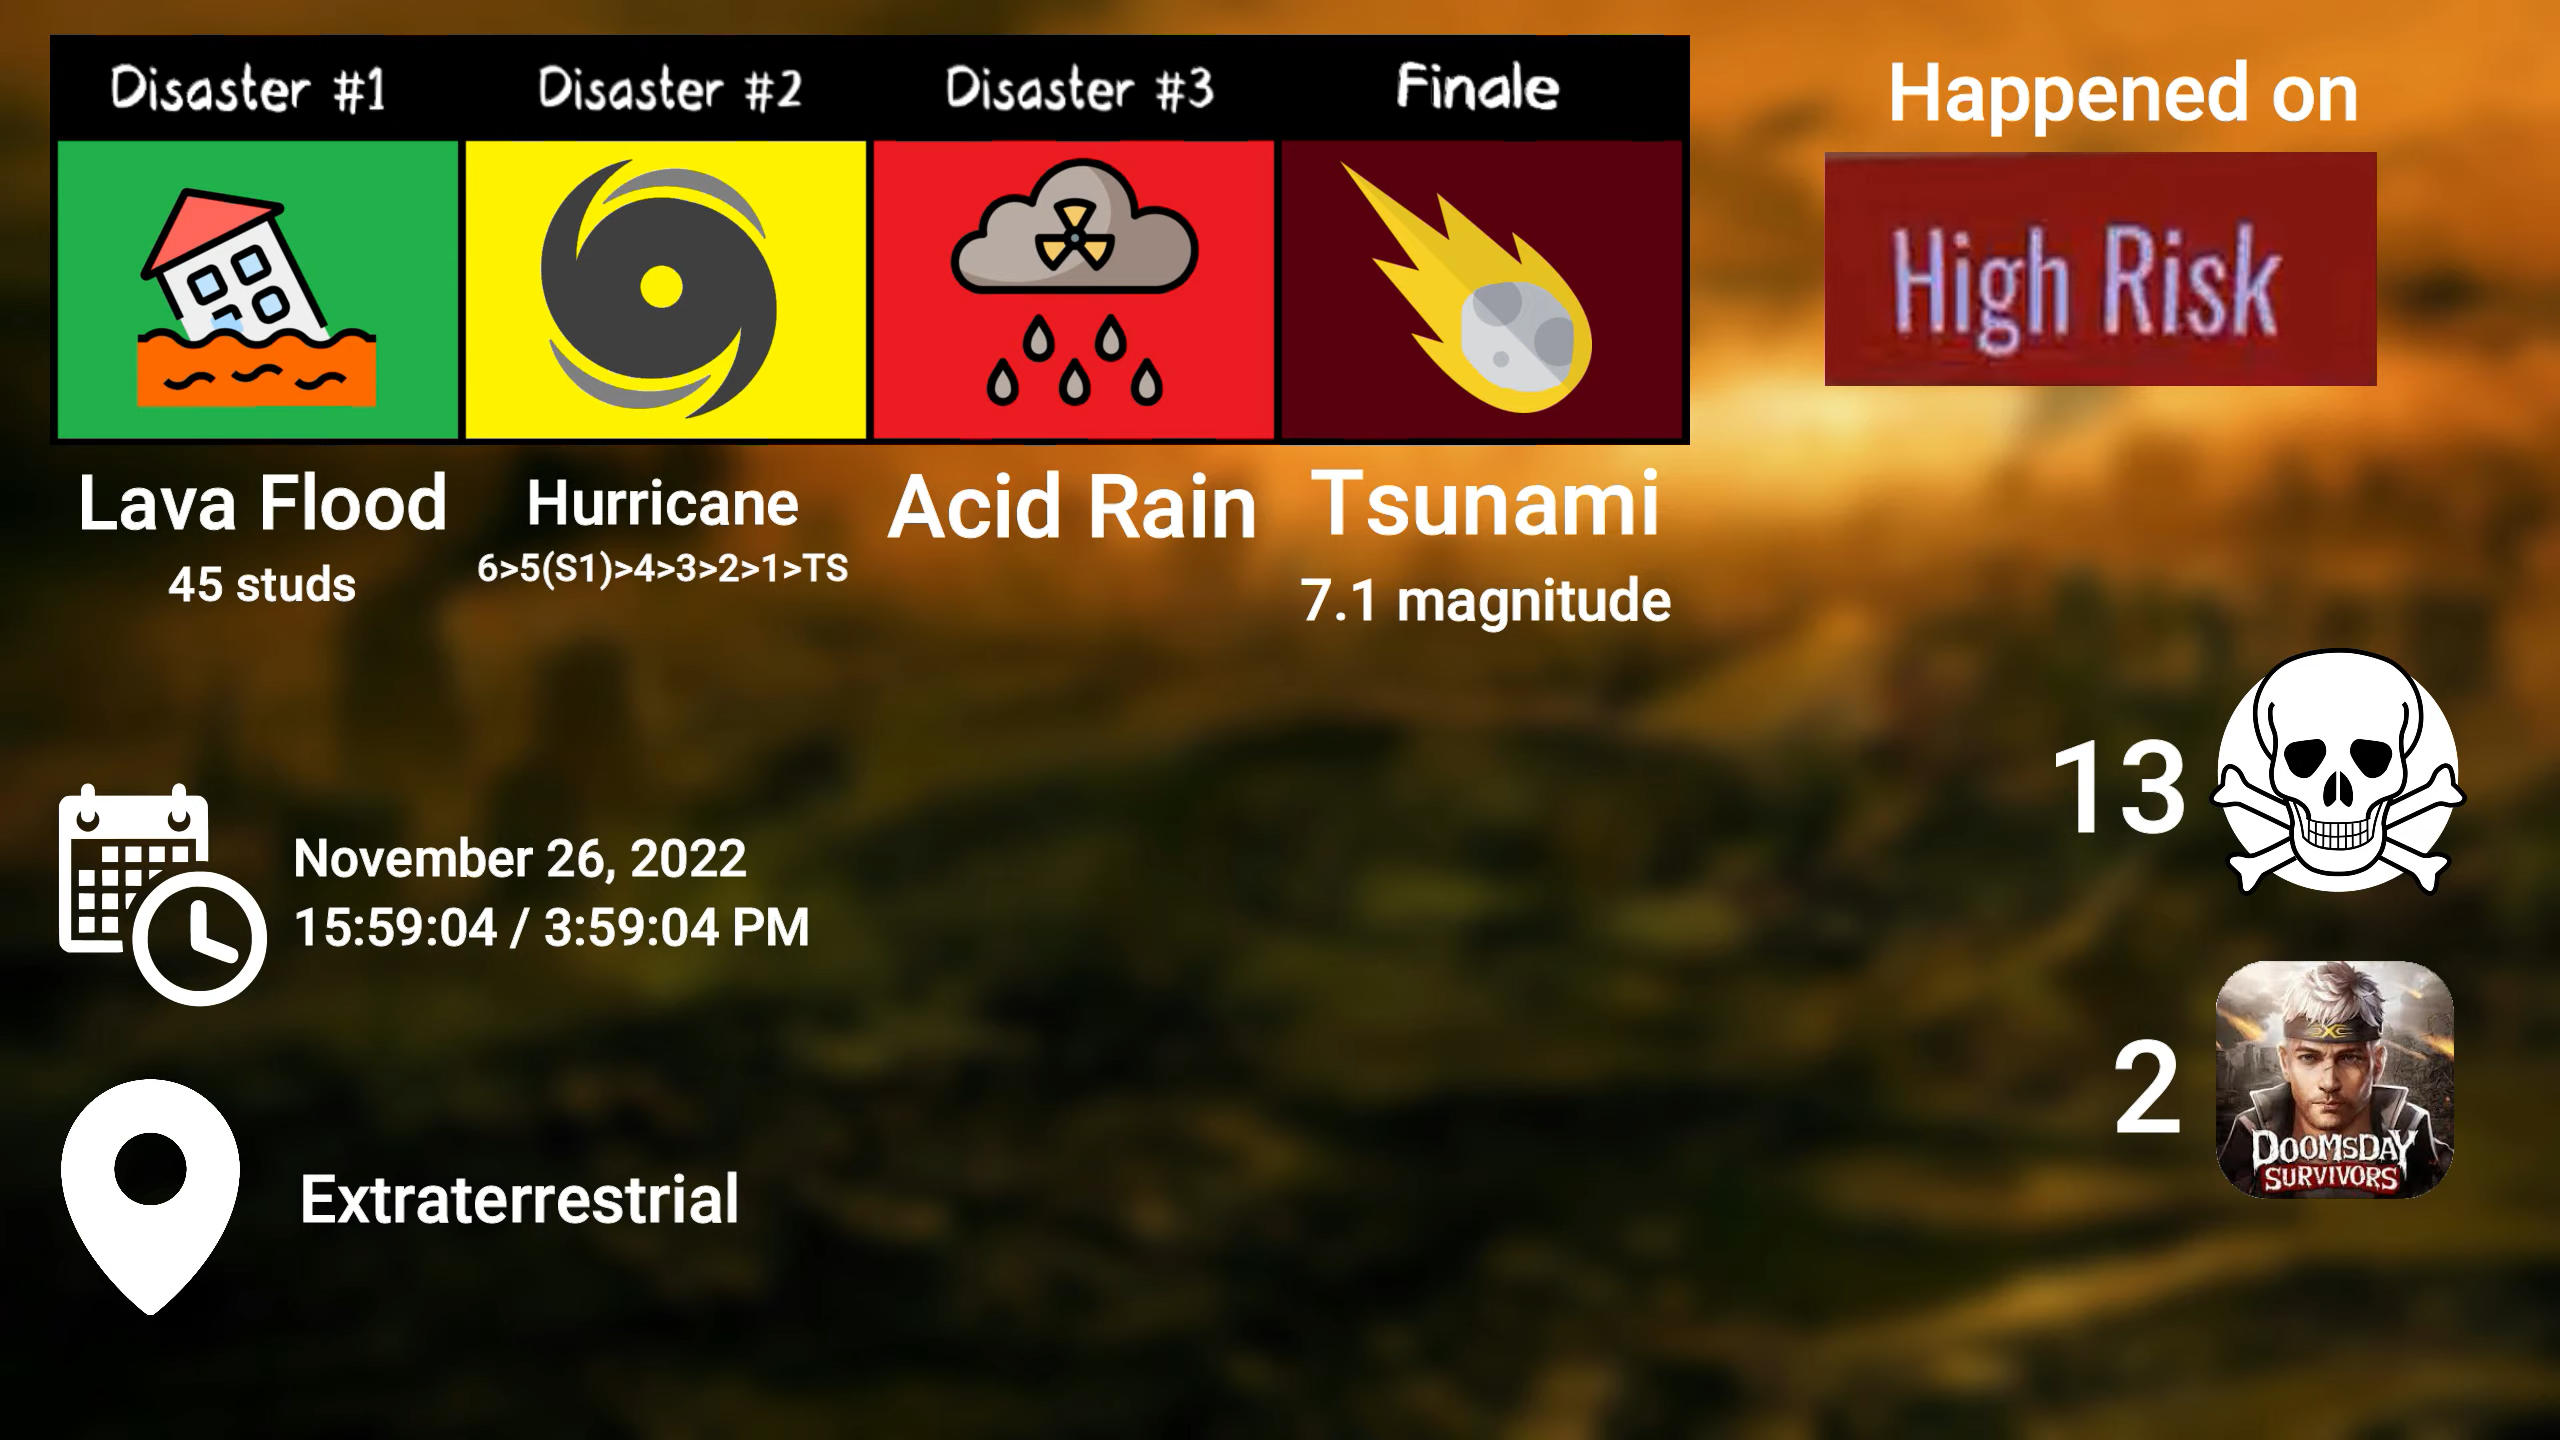 Disaster #1
Disaster #2
Disaster #3
Finale
Happened on
High Risk
Lava Flood
45 studs
Hurricane
6>5(S1)>4>3>2>1>TS
Acid Rain
Tsunami
7.1 magnitude
13
November 26, 2022
15:59:04 / 3:59:04 PM
2
DOOMSDAY
SURVIVORS
Extraterrestrial